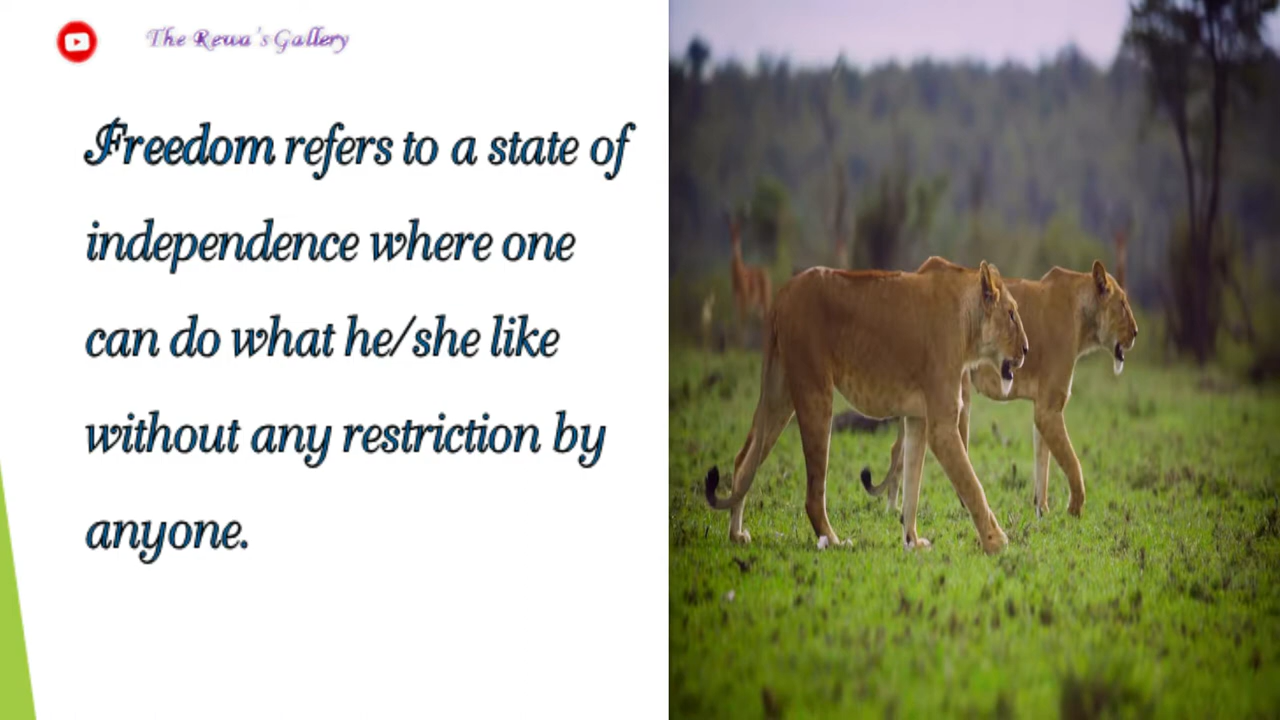 The Rewa's Gallery
Freedom refers to a state of
independence where one
can do what he/she like
without any restriction by
anyone.